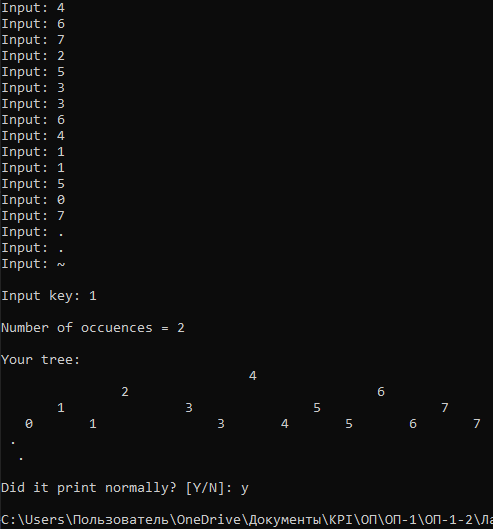 Input: 4
Input: 6
Input: 7
Input: 2
Input: 5
Input: 3
Input: 3
Input: 6
Input: 4
Input: 1
Input: 1
Input: 5
Input: 0
Input: 7
Input: .
Input: .
Input: ~
Input key: 1
Number of occuences = 2
Your tree:
4
2 6
1 3 5 7
0 1 3 4 5 6 7
.
.
Did it print normally? [Y/N]: y
C:\Users\Пользователь\OneDrive\Документы\KPI\ОП\ОП-1\ОП-1-2\Ла